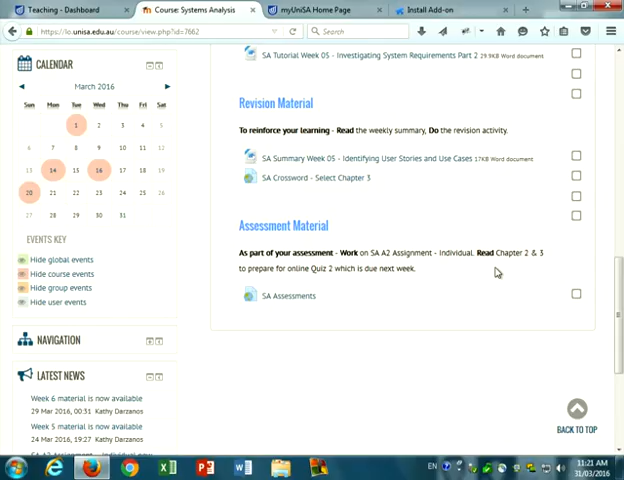 Teaching - Dashboard
Course: Systems Analysis
myUniSA Home Page
Install Add-on
https://lo.unisa.edu.au/course/view.php?id=7662
Search
CALENDAR
March 2016
Sun Mon Tue Wed Thu Fri Sat
1 2 3 4 5
6 7 8 9 10 11 12
13 14 15 16 17 18 19
20 21 22 23 24 25 26
27 28 29 30 31
EVENTS KEY
Hide global events
Hide course events
Hide group events
Hide user events
NAVIGATION
LATEST NEWS
Week 6 material is now available
29 Mar 2016, 00:31 Kathy Darzanos
Week 5 material is now available
24 Mar 2016, 19:27 Kathy Darzanos
SA Tutorial Week 05 - Investigating System Requirements Part 2 29.9KB Word document
Revision Material
To reinforce your learning - Read the weekly summary, Do the revision activity.
SA Summary Week 05 - Identifying User Stories and Use Cases 17KB Word document
SA Crossword - Select Chapter 3
Assessment Material
As part of your assessment - Work on SA A2 Assignment - Individual. Read Chapter 2 & 3
to prepare for online Quiz 2 which is due next week.
SA Assessments
BACK TO TOP
EN
11:21 AM
31/03/2016